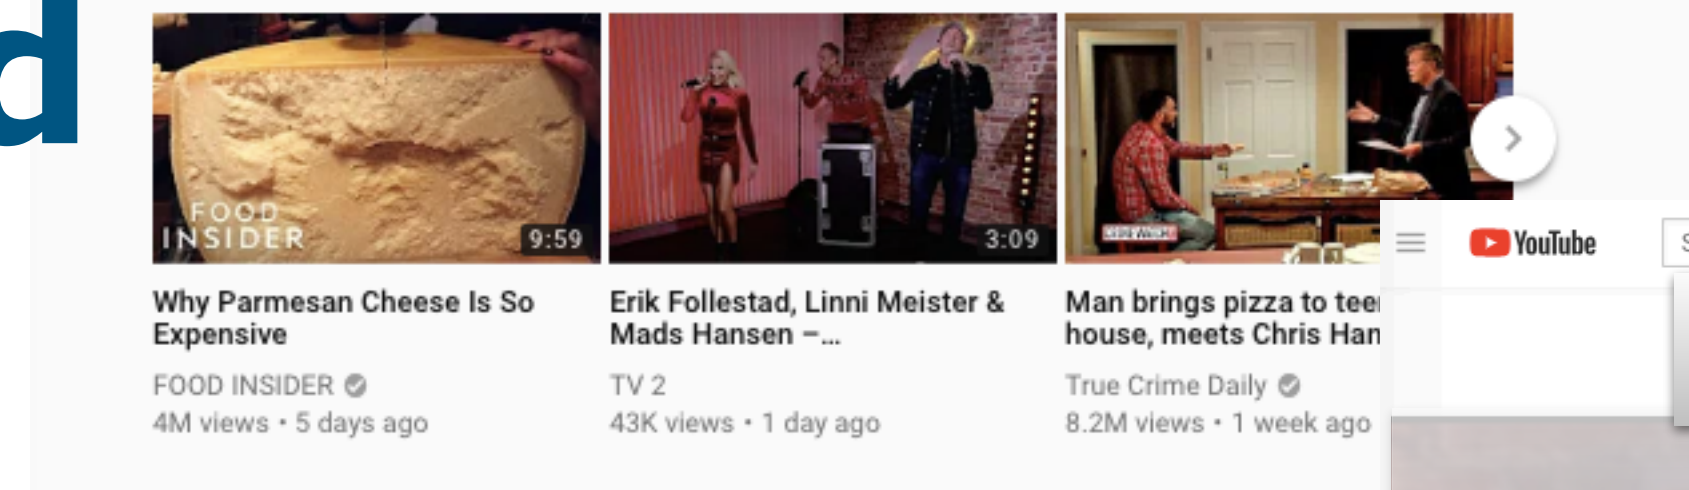 d
FOOD
INSIDER
9:59
3:09
YouTube
S
Why Parmesan Cheese Is So
Expensive
FOOD INSIDER
4M views • 5 days ago
Erik Follestad, Linni Meister &
Mads Hansen –...
TV 2
43K views • 1 day ago
Man brings pizza to tee
house, meets Chris Han
True Crime Daily
8.2M views • 1 week ago